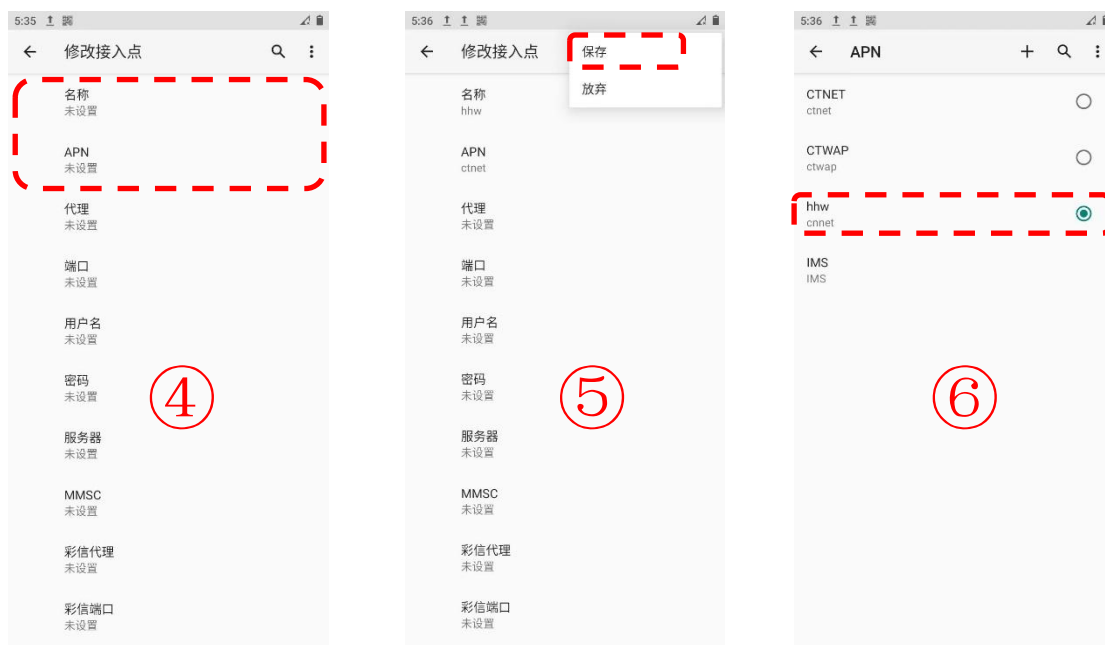 5:35
修改接入点
名称
未设置
APN
未设置
代理
未设置
端口
未设置
用户名
未设置
密码
未设置
服务器
未设置
MMSC
未设置
彩信代理
未设置
彩信端口
未设置
④
5:36
修改接入点
保存
放弃
名称
hhw
APN
ctnet
代理
未设置
端口
未设置
用户名
未设置
密码
未设置
服务器
未设置
MMSC
未设置
彩信代理
未设置
彩信端口
未设置
⑤
5:36
APN
CTNET
ctnet
CTWAP
ctwap
hhw
cnnet
IMS
IMS
⑥